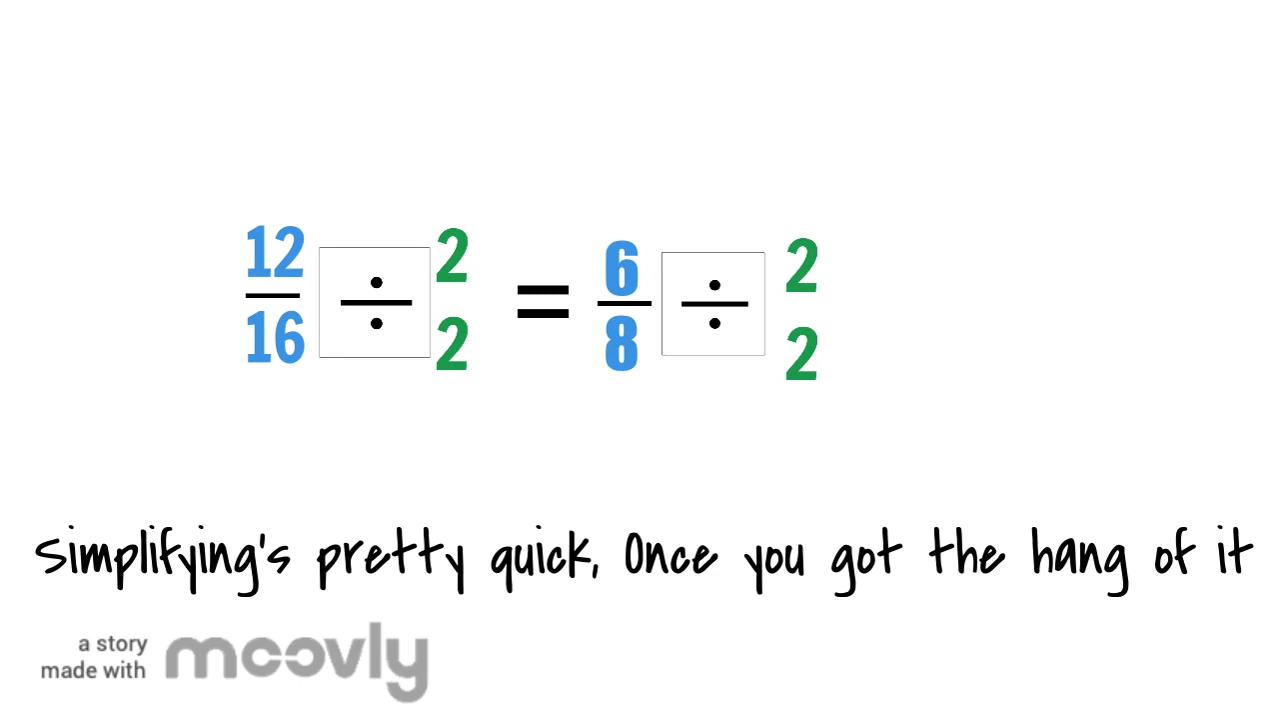 12 2 6 2
÷ = ÷
16 2 8 2
Simplifying's pretty quick, Once you got the hang of it
a story
made with moovly